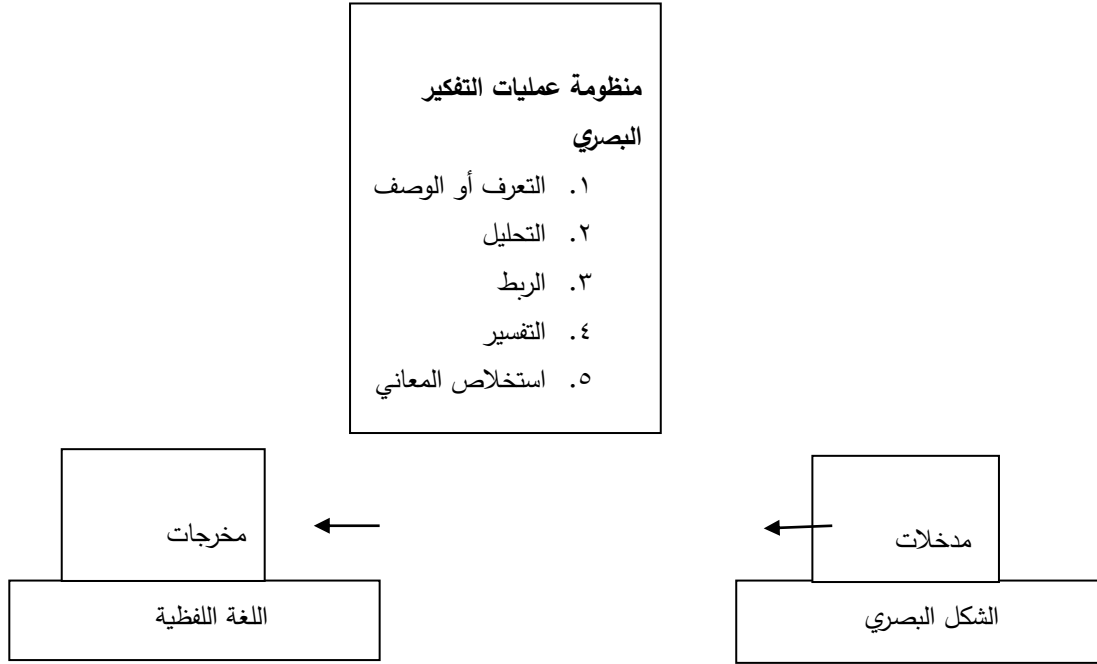 منظومة عمليات التفكير
البصري
١. التعرف أو الوصف
٢. التحليل
٣. الربط
٤. التفسير
٥. استخلاص المعاني
مدخلات
مخرجات
الشكل البصري
اللغة اللفظية